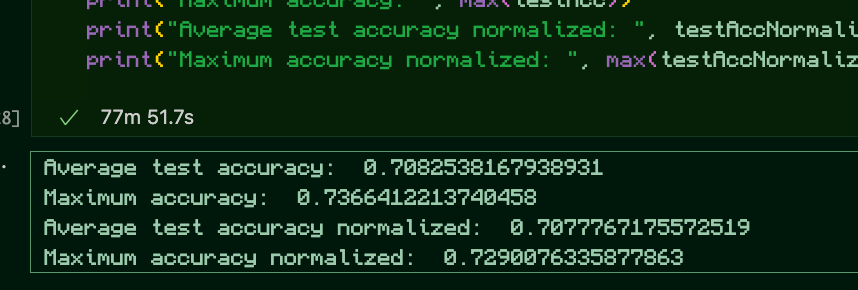 print("Maximum accuracy: ", max(testAcc))
print("Average test accuracy normalized: ", testAccNormali
print("Maximum accuracy normalized: ", max(testAccNormaliz
8] ✓ 77m 51.7s
Average test accuracy: 0.7082538167938931
Maximum accuracy: 0.7366412213740458
Average test accuracy normalized: 0.7077767175572519
Maximum accuracy normalized: 0.7290076335877863